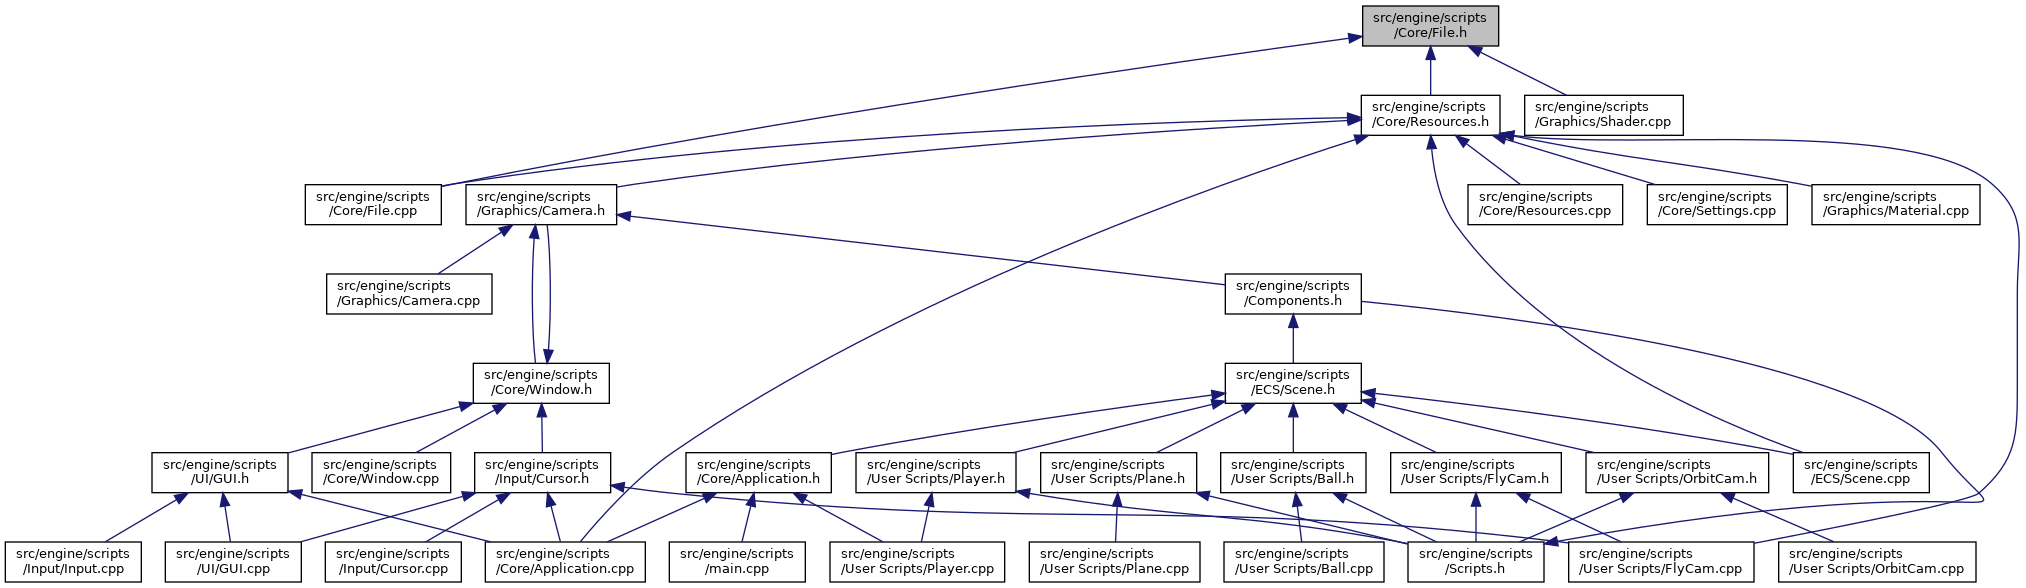 src/engine/scripts
/Core/File.h
src/engine/scripts
/Core/Resources.h
src/engine/scripts
/Graphics/Shader.cpp
src/engine/scripts
/Core/File.cpp
src/engine/scripts
/Graphics/Camera.h
src/engine/scripts
/Core/Resources.cpp
src/engine/scripts
/Core/Settings.cpp
src/engine/scripts
/Graphics/Material.cpp
src/engine/scripts
/Graphics/Camera.cpp
src/engine/scripts
/Components.h
src/engine/scripts
/Core/Window.h
src/engine/scripts
/ECS/Scene.h
src/engine/scripts
/UI/GUI.h
src/engine/scripts
/Core/Window.cpp
src/engine/scripts
/Input/Cursor.h
src/engine/scripts
/Core/Application.h
src/engine/scripts
/User Scripts/Player.h
src/engine/scripts
/User Scripts/Plane.h
src/engine/scripts
/User Scripts/Ball.h
src/engine/scripts
/User Scripts/FlyCam.h
src/engine/scripts
/User Scripts/OrbitCam.h
src/engine/scripts
/ECS/Scene.cpp
src/engine/scripts
/Input/Input.cpp
src/engine/scripts
/UI/GUI.cpp
src/engine/scripts
/Input/Cursor.cpp
src/engine/scripts
/Core/Application.cpp
src/engine/scripts
/main.cpp
src/engine/scripts
/User Scripts/Player.cpp
src/engine/scripts
/User Scripts/Plane.cpp
src/engine/scripts
/User Scripts/Ball.cpp
src/engine/scripts
/Scripts.h
src/engine/scripts
/User Scripts/FlyCam.cpp
src/engine/scripts
/User Scripts/OrbitCam.cpp